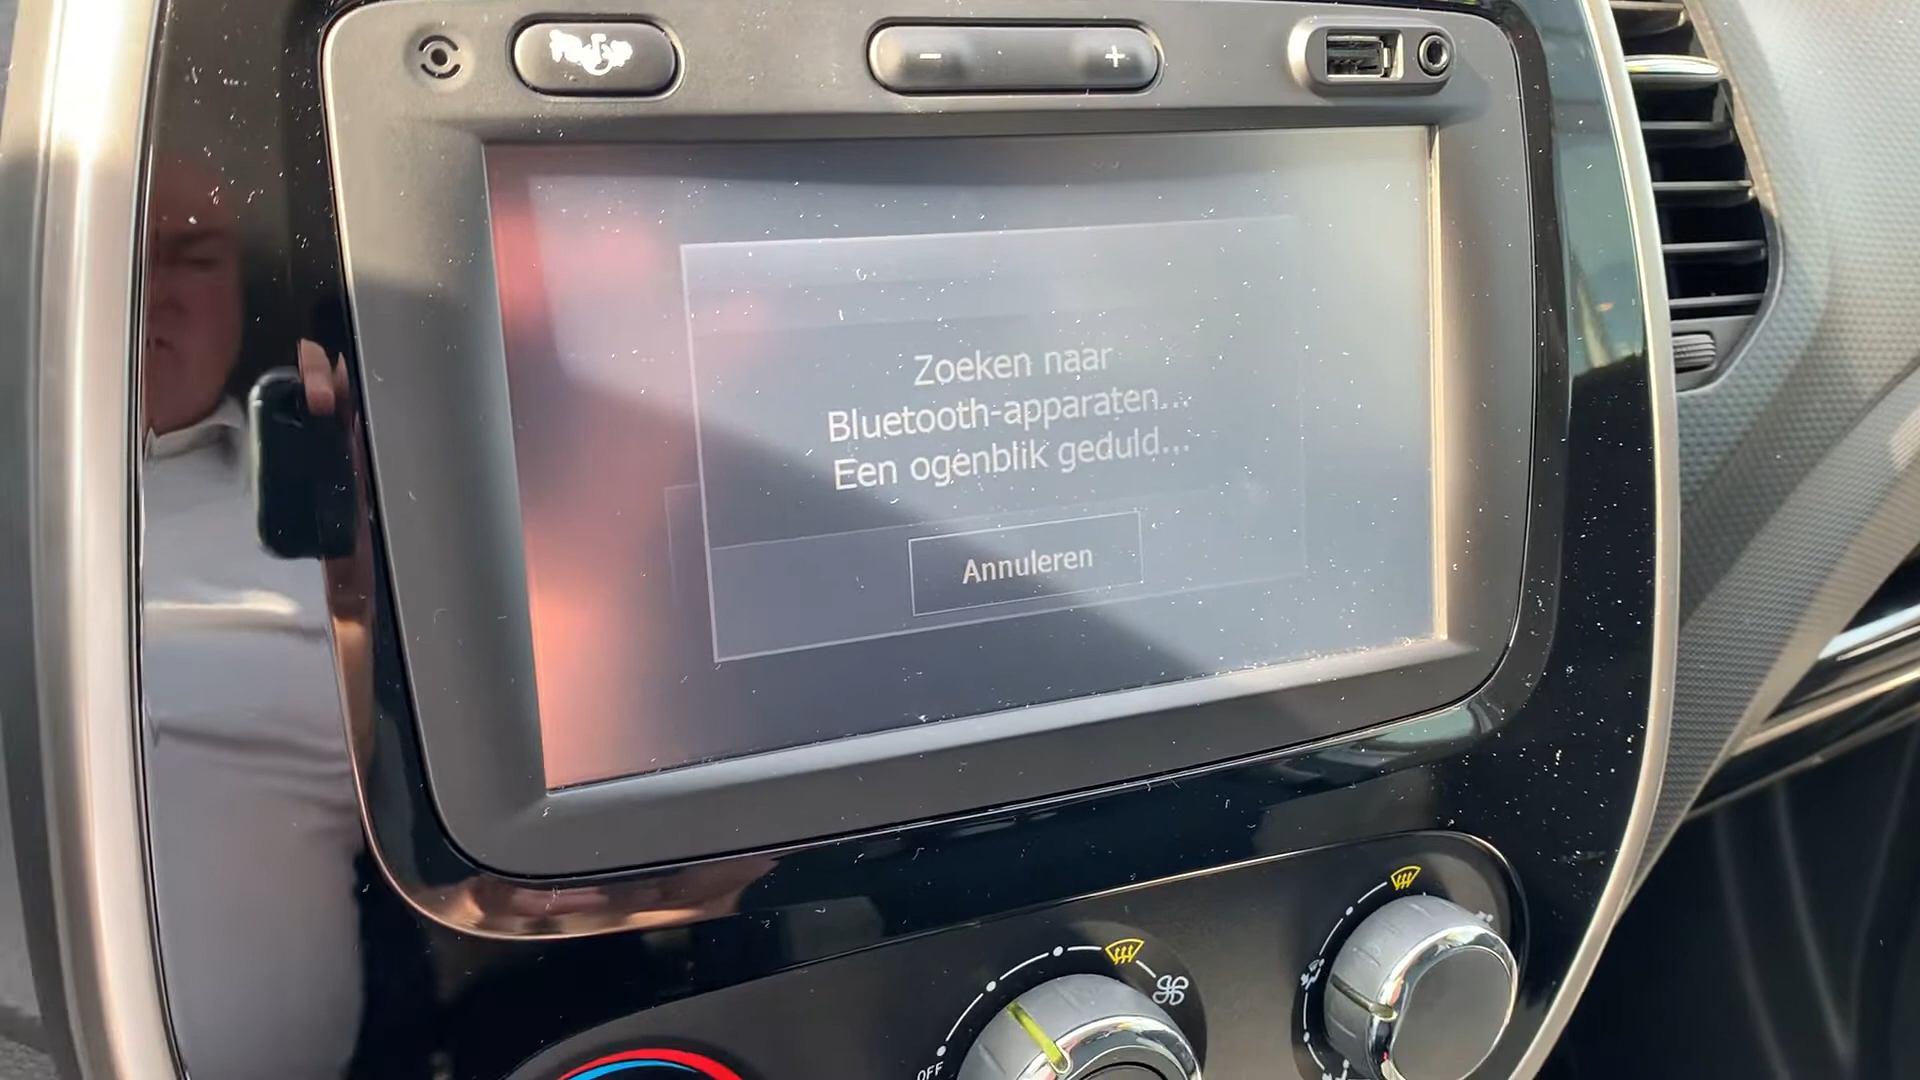 − +
Zoeken naar
Bluetooth-apparaten...
Een ogenblik geduld...
Annuleren
OFF